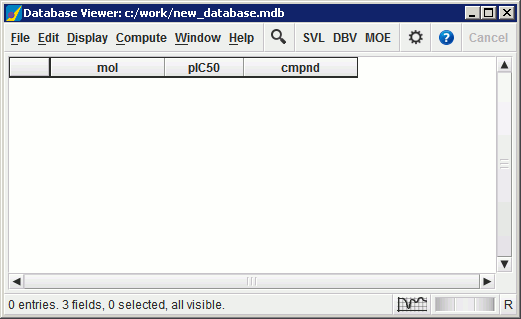 Database Viewer: c:/work/new_database.mdb
File Edit Display Compute Window Help SVL DBV MOE ? Cancel
mol pIC50 cmpnd
0 entries. 3 fields, 0 selected, all visible. R